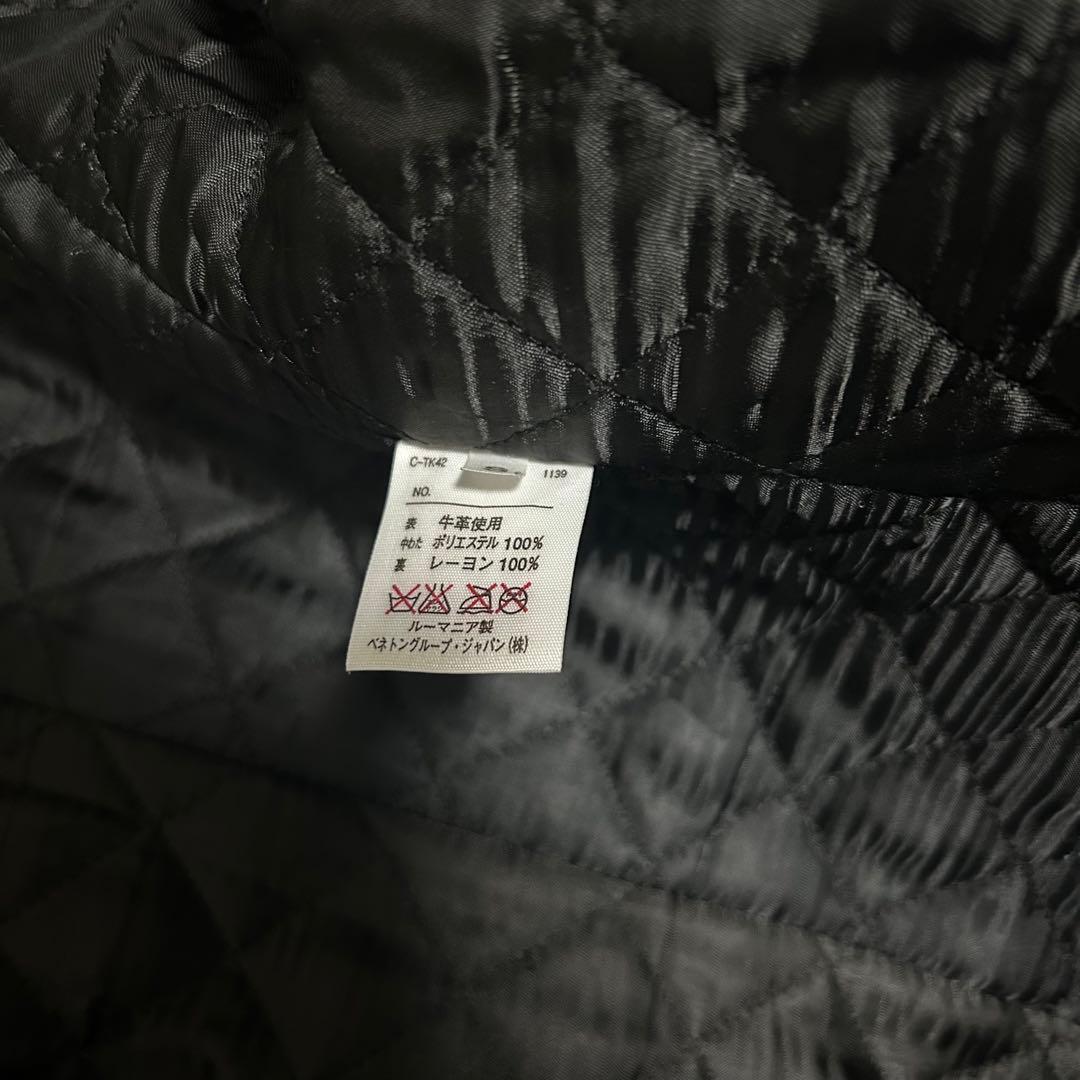 C-TK42 1139
NO.
表 牛革使用
中わた ポリエステル 100%
裏 レーヨン 100%
ルーマニア製
ベネトングループ・ジャパン(株)